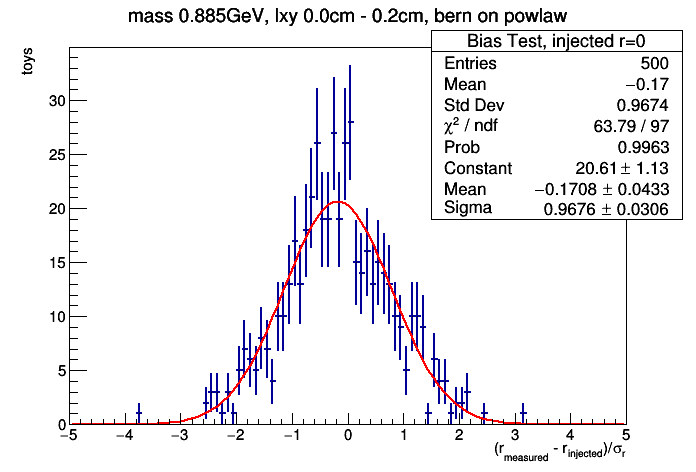 mass 0.885GeV, lxy 0.0cm - 0.2cm, bern on powlaw
Bias Test, injected r=0
Entries 500
Mean −0.17
Std Dev 0.9674
χ² / ndf 63.79 / 97
Prob 0.9963
Constant 20.61 ± 1.13
Mean −0.1708 ± 0.0433
Sigma 0.9676 ± 0.0306
toys
30
25
20
15
10
5
0
−5 −4 −3 −2 −1 0 1 2 3 4 5
(r_measured - r_injected)/σ_r